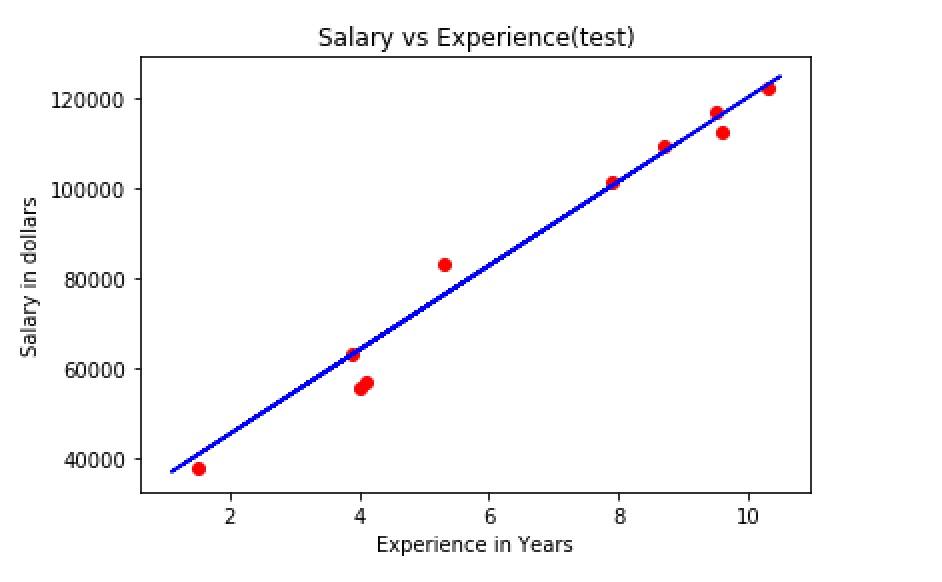 Salary vs Experience(test)
120000
100000
80000
60000
40000
Salary in dollars
2 4 6 8 10
Experience in Years